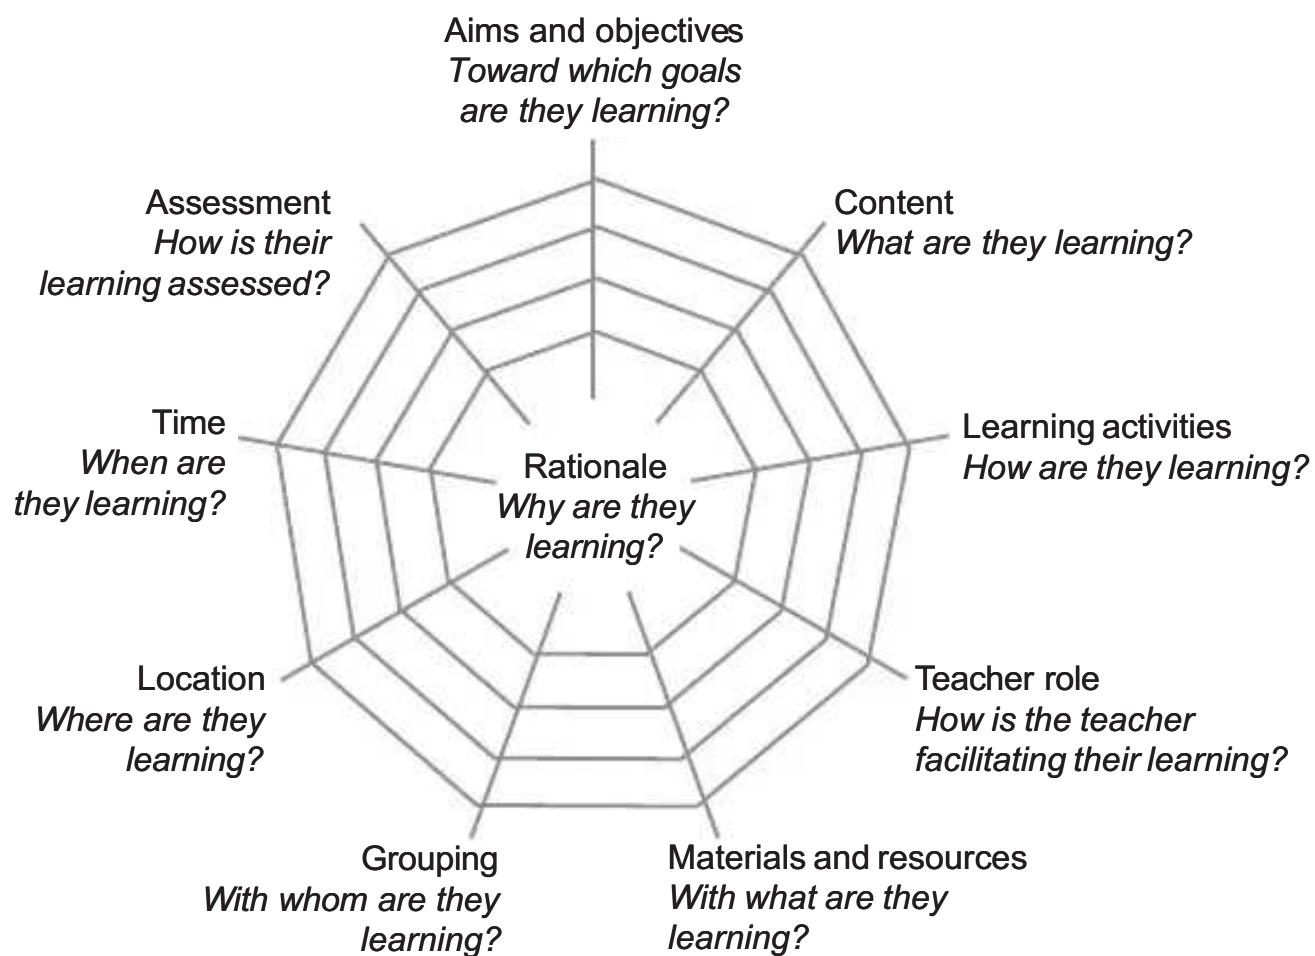 Aims and objectives
Toward which goals
are they learning?
Assessment
How is their
learning assessed?
Content
What are they learning?
Time
When are
they learning?
Learning activities
How are they learning?
Rationale
Why are they
learning?
Location
Where are they
learning?
Teacher role
How is the teacher
facilitating their learning?
Grouping
With whom are they
learning?
Materials and resources
With what are they
learning?